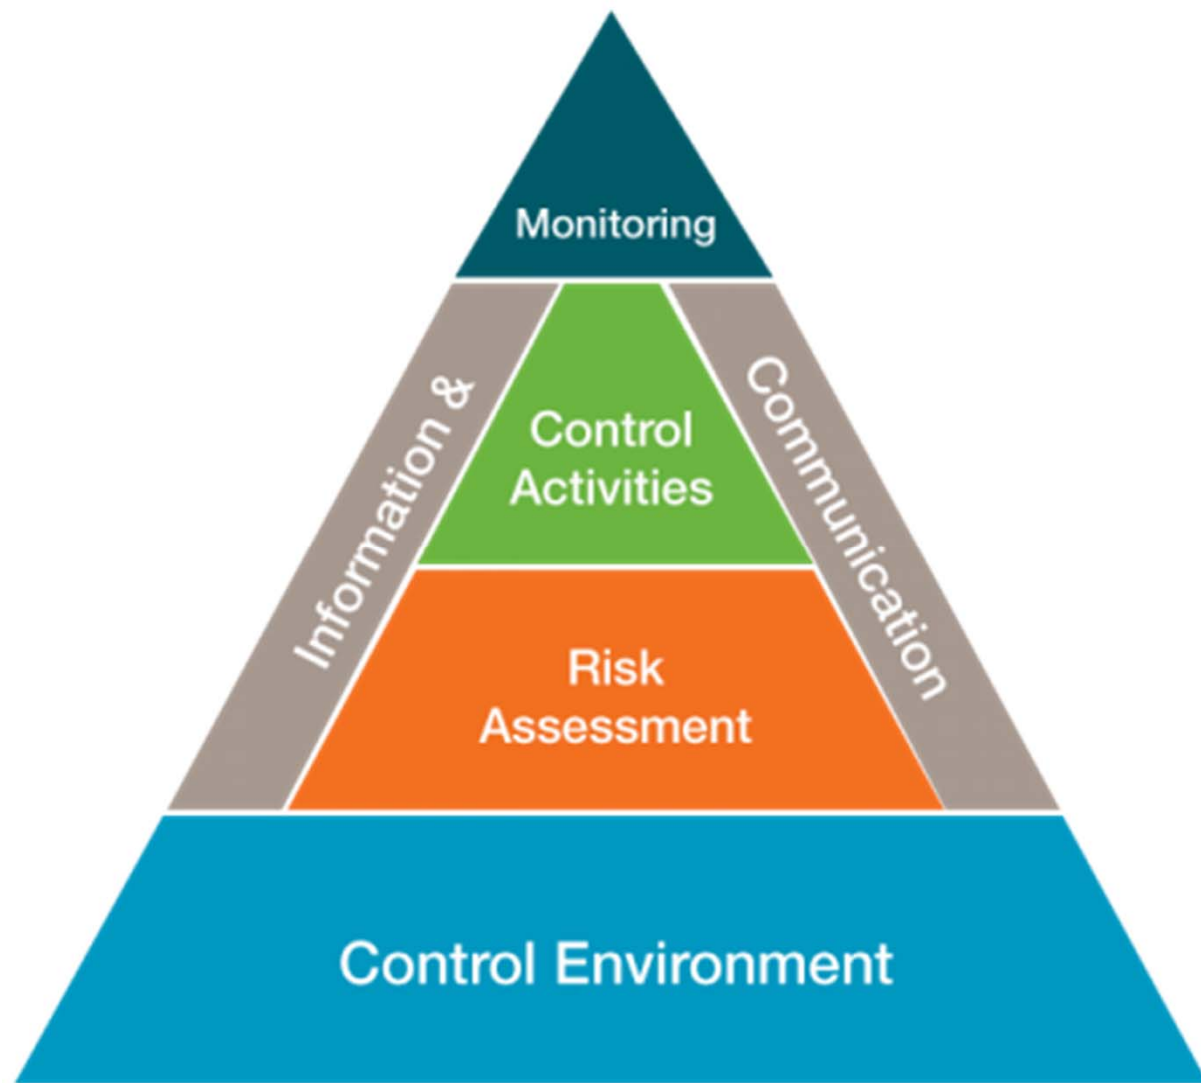 Monitoring
Information &
Communication
Control
Activities
Risk
Assessment
Control Environment